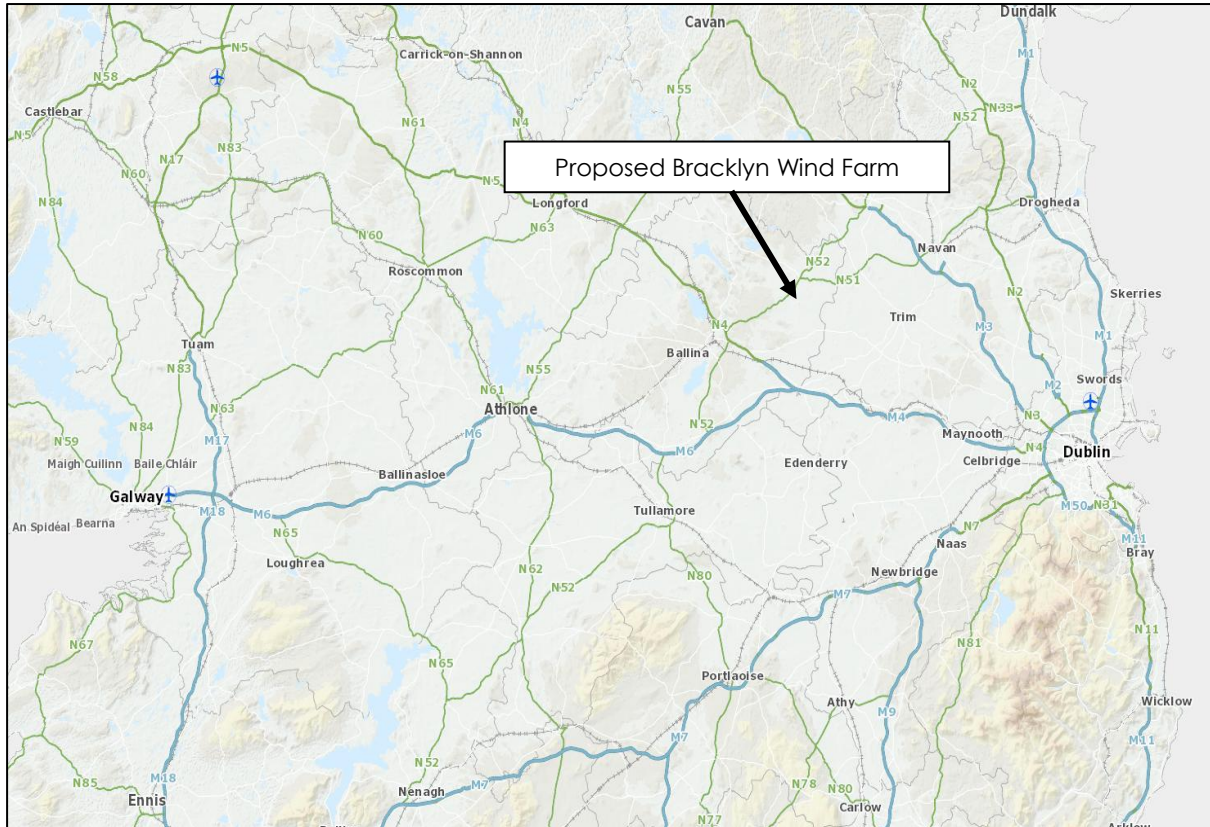 Cavan
Dundalk
N5
Carrick-on-Shannon
M1
N58
N55
N2
N33
Castlebar
N61
N52
N5
N4
N17
N83
Proposed Bracklyn Wind Farm
N60
N5
Longford
Drogheda
N84
N63
N60
Navan
Roscommon
N52
N51
Skerries
N2
Trim
M3
M1
N4
Tuam
Ballina
N83
N55
M2
Swords
N61
N63
Athlone
N52
M4
N3
N59
N84
M17
M6
Maynooth
N4
Dublin
Maigh Cuilinn
Baile Chláir
M6
Edenderry
Celbridge
Ballinasloe
Galway
M50
N31
M18
M6
Tullamore
An Spidéal
Bearna
N7
M11
N65
Naas
Bray
Loughrea
Newbridge
N62
N52
N80
M7
N67
N11
N81
N65
Portlaoise
Athy
Wicklow
M9
M7
M11
N52
M18
N85
M7
N78
N80
Nenagh
Ennis
Carlow
N77
Arklow